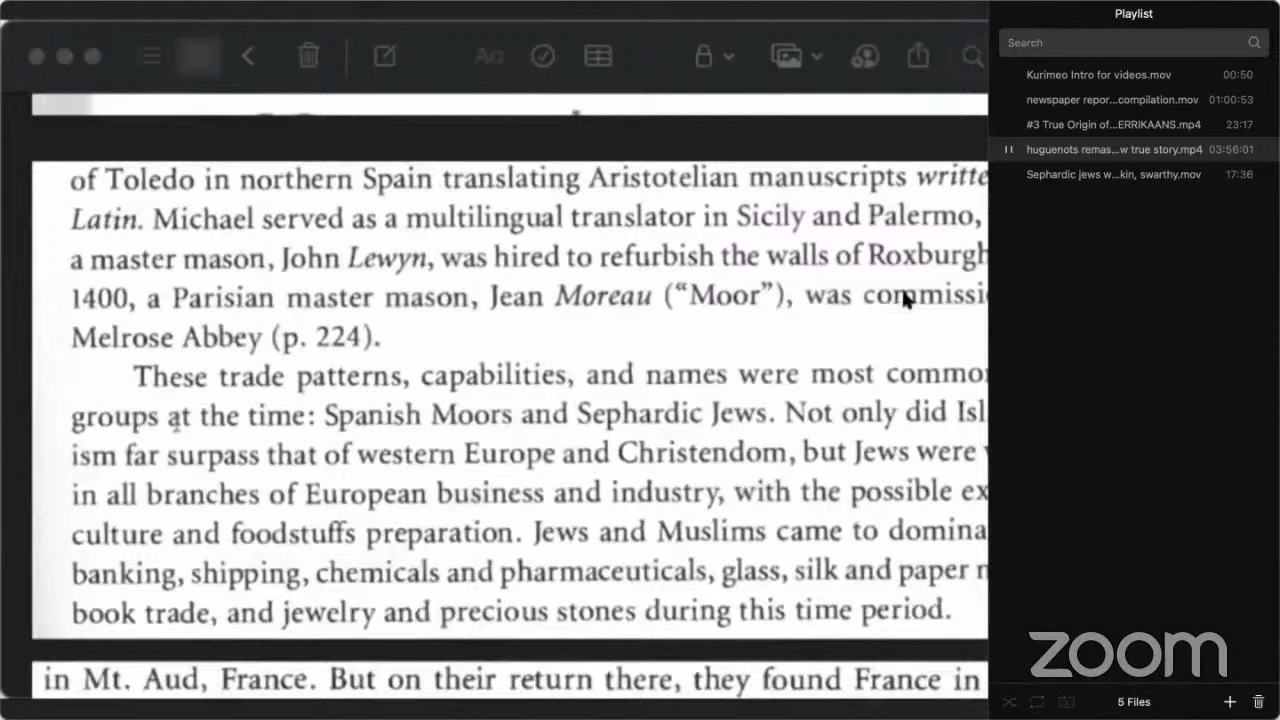 of Toledo in northern Spain translating Aristotelian manuscripts writte
Latin. Michael served as a multilingual translator in Sicily and Palermo,
a master mason, John Lewyn, was hired to refurbish the walls of Roxburgh
1400, a Parisian master mason, Jean Moreau ("Moor"), was commissi
Melrose Abbey (p. 224).
These trade patterns, capabilities, and names were most commo
groups at the time: Spanish Moors and Sephardic Jews. Not only did Isl
ism far surpass that of western Europe and Christendom, but Jews were
in all branches of European business and industry, with the possible ex
culture and foodstuffs preparation. Jews and Muslims came to domina
banking, shipping, chemicals and pharmaceuticals, glass, silk and paper
book trade, and jewelry and precious stones during this time period.
in Mt. Aud, France. But on their return there, they found France in
Aa
Playlist
Search
Kurimeo Intro for videos.mov 00:50
newspaper repor...compilation.mov 01:00:53
#3 True Origin of...ERRIKAANS.mp4 23:17
huguenots remas...w true story.mp4 03:56:01
Sephardic jews w...kin, swarthy.mov 17:36
zoom
5 Files